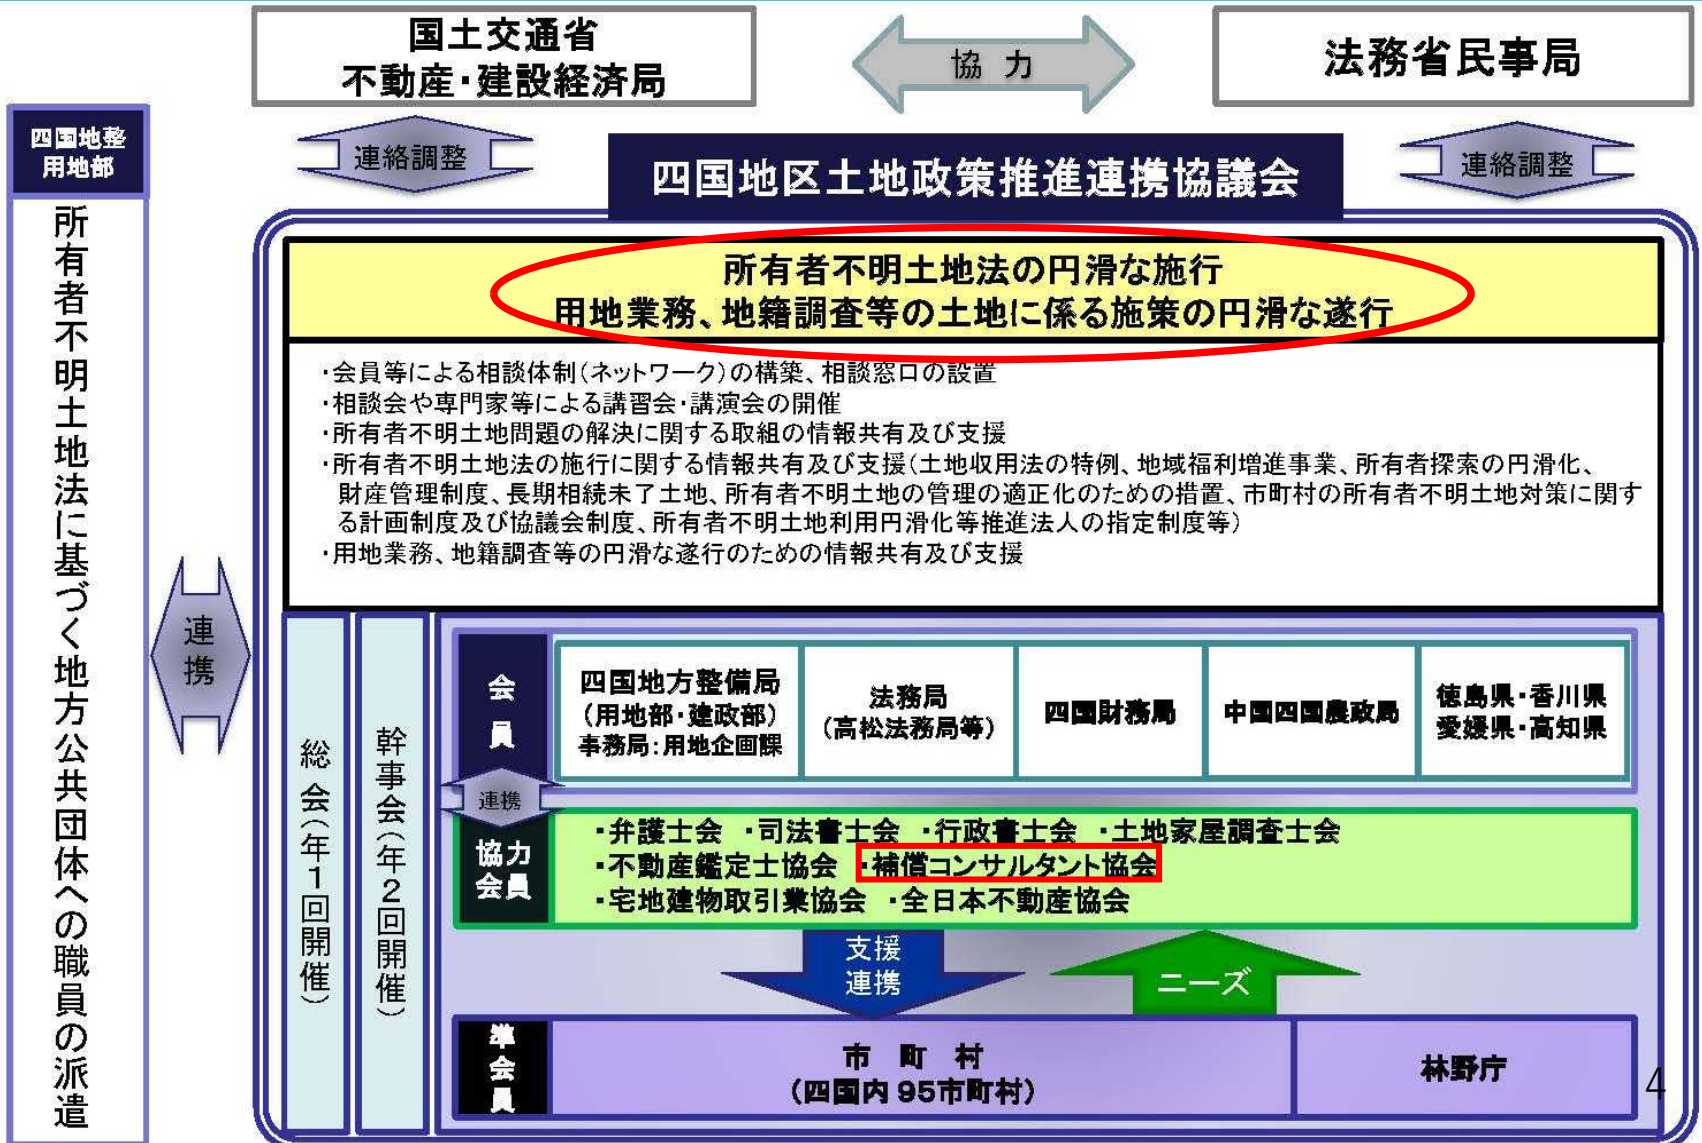 国土交通省
不動産・建設経済局
協 力
法務省民事局
四国地整
用地部
連絡調整
四国地区土地政策推進連携協議会
連絡調整
所有者不明土地法に基づく地方公共団体への職員の派遣
連携
所有者不明土地法の円滑な施行
用地業務、地籍調査等の土地に係る施策の円滑な遂行
・会員等による相談体制(ネットワーク)の構築、相談窓口の設置
・相談会や専門家等による講習会・講演会の開催
・所有者不明土地問題の解決に関する取組の情報共有及び支援
・所有者不明土地法の施行に関する情報共有及び支援(土地収用法の特例、地域福利増進事業、所有者探索の円滑化、
財産管理制度、長期相続未了土地、所有者不明土地の管理の適正化のための措置、市町村の所有者不明土地対策に関す
る計画制度及び協議会制度、所有者不明土地利用円滑化等推進法人の指定制度等)
・用地業務、地籍調査等の円滑な遂行のための情報共有及び支援
総会(年1回開催)
幹事会(年2回開催)
会員
四国地方整備局
(用地部・建政部)
事務局:用地企画課
法務局
(高松法務局等)
四国財務局
中国四国農政局
徳島県・香川県
愛媛県・高知県
連携
協力
会員
・弁護士会 ・司法書士会 ・行政書士会 ・土地家屋調査士会
・不動産鑑定士協会 ・補償コンサルタント協会
・宅地建物取引業協会 ・全日本不動産協会
支援
連携
ニーズ
準会員
市 町 村
(四国内 95市町村)
林野庁
4